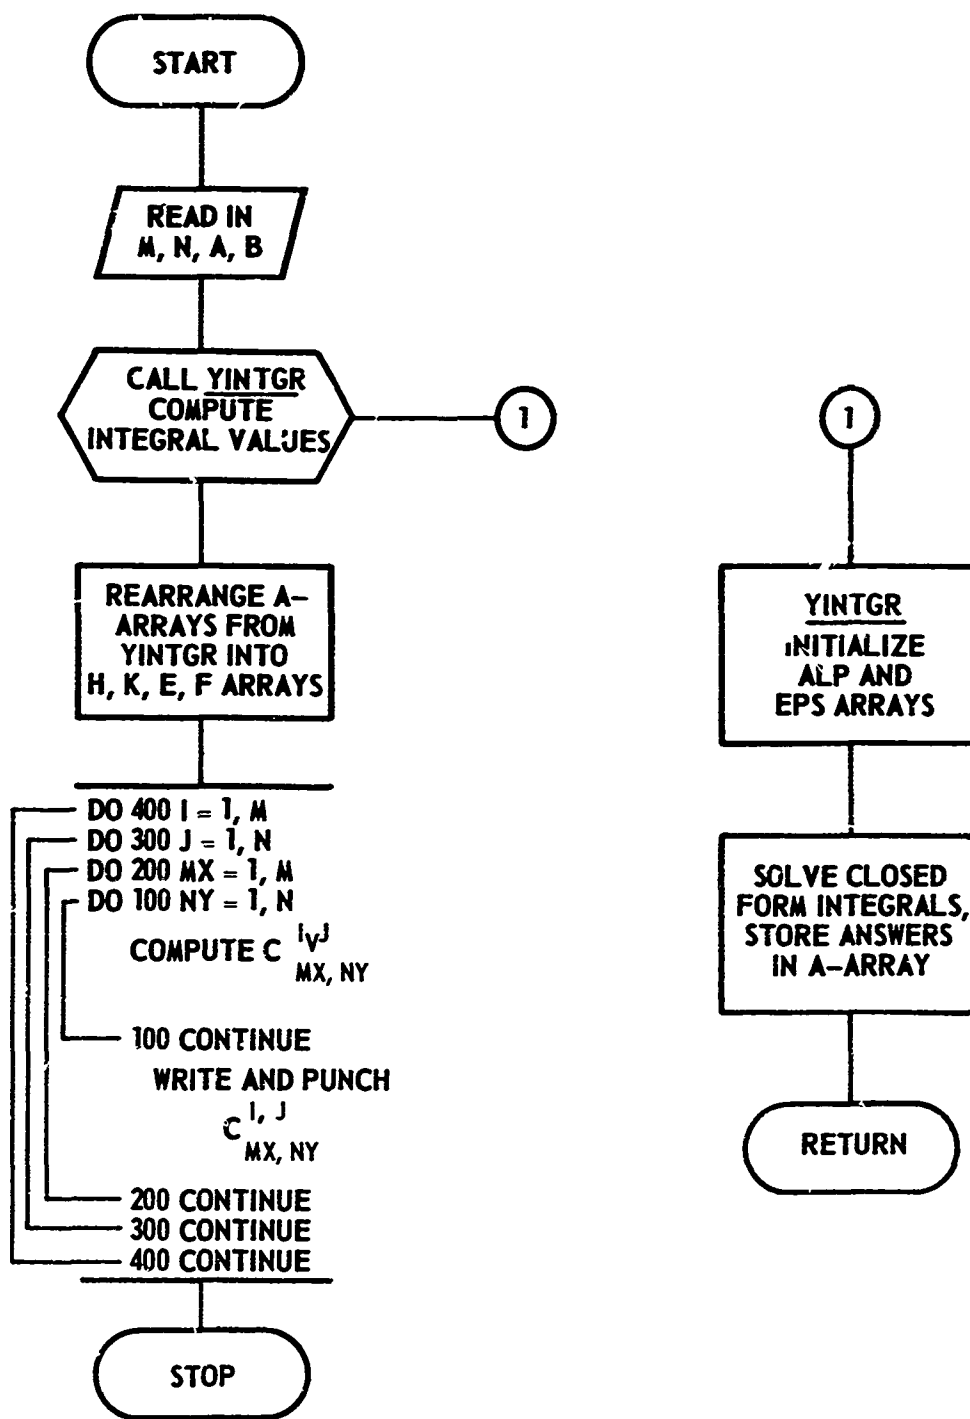 START
READ IN
M, N, A, B
CALL YINTGR
COMPUTE
INTEGRAL VALUES
1
REARRANGE A-
ARRAYS FROM
YINTGR INTO
H, K, E, F ARRAYS
DO 400 I = 1, M
DO 300 J = 1, N
DO 200 MX = 1, M
DO 100 NY = 1, N
COMPUTE C IVJ
MX, NY
100 CONTINUE
WRITE AND PUNCH
C I, J
MX, NY
200 CONTINUE
300 CONTINUE
400 CONTINUE
STOP
1
YINTGR
INITIALIZE
ALP AND
EPS ARRAYS
SOLVE CLOSED
FORM INTEGRALS,
STORE ANSWERS
IN A-ARRAY
RETURN